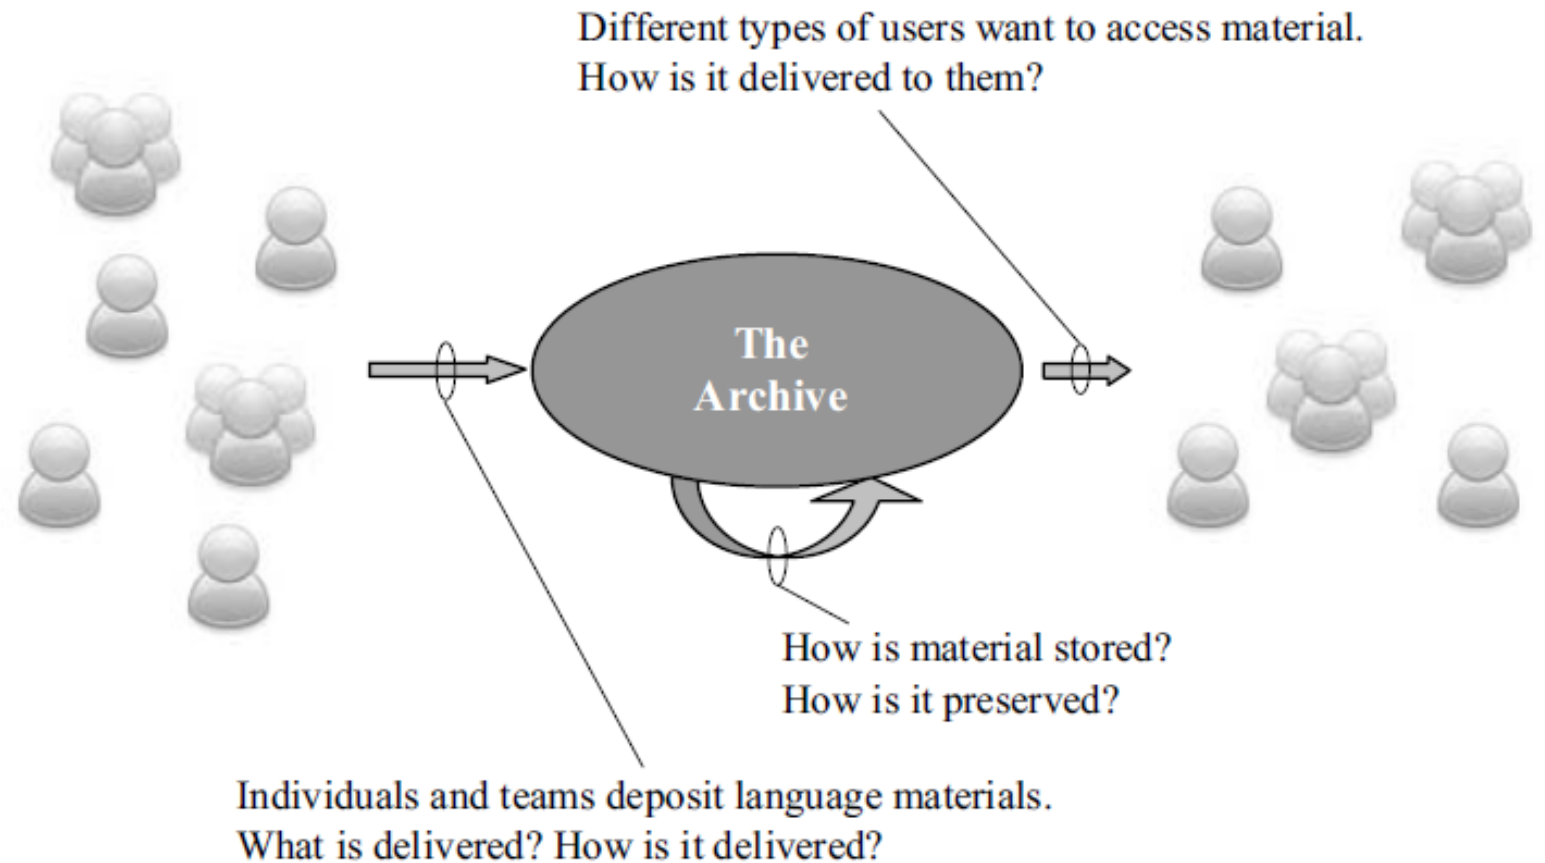 Different types of users want to access material.
How is it delivered to them?
The
Archive
How is material stored?
How is it preserved?
Individuals and teams deposit language materials.
What is delivered? How is it delivered?